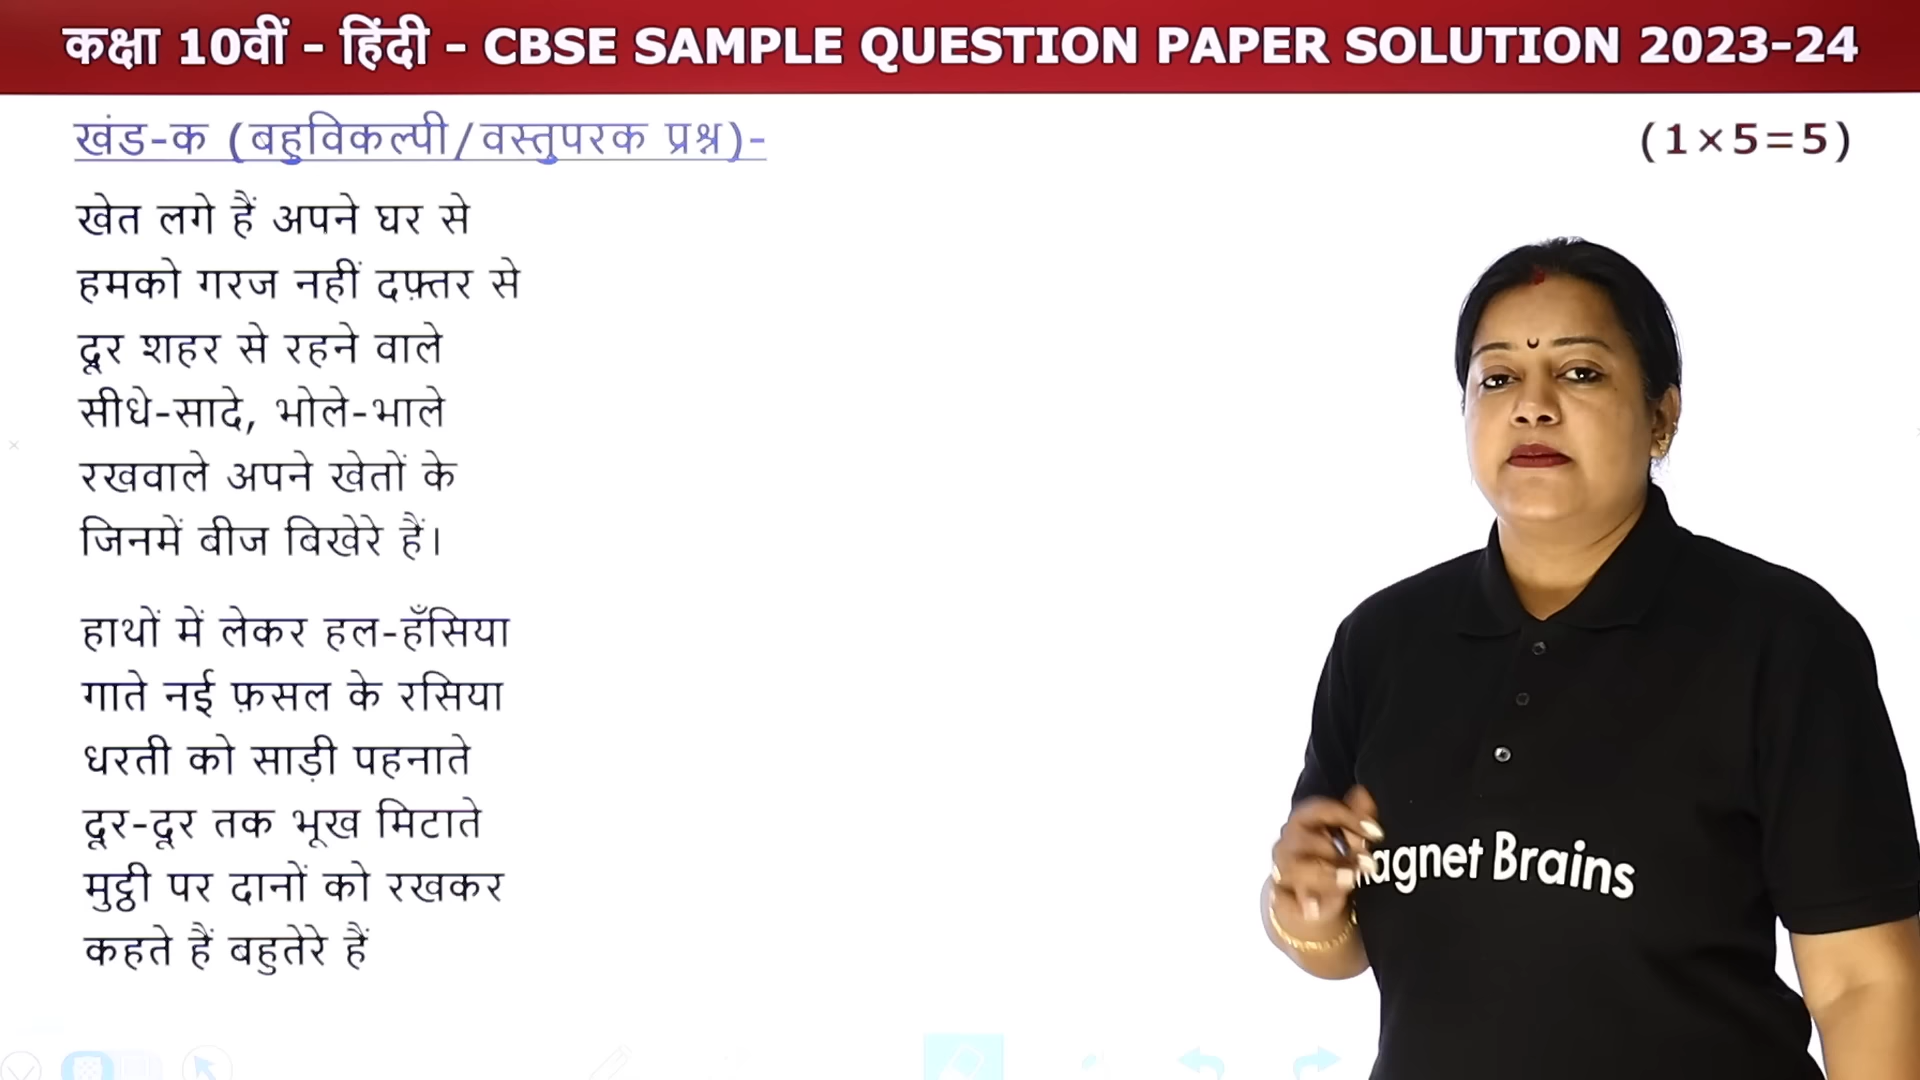 कक्षा 10वीं - हिंदी - CBSE SAMPLE QUESTION PAPER SOLUTION 2023-24
खंड-क (बहुविकल्पी/वस्तुपरक प्रश्न)- (1×5=5)
खेत लगे हैं अपने घर से
हमको गरज नहीं दफ़्तर से
दूर शहर से रहने वाले
सीधे-सादे, भोले-भाले
रखवाले अपने खेतों के
जिनमें बीज बिखेरे हैं।
हाथों में लेकर हल-हँसिया
गाते नई फ़सल के रसिया
धरती को साड़ी पहनाते
दूर-दूर तक भूख मिटाते
मुट्ठी पर दानों को रखकर
कहते हैं बहुतेरे हैं
agnet Brains